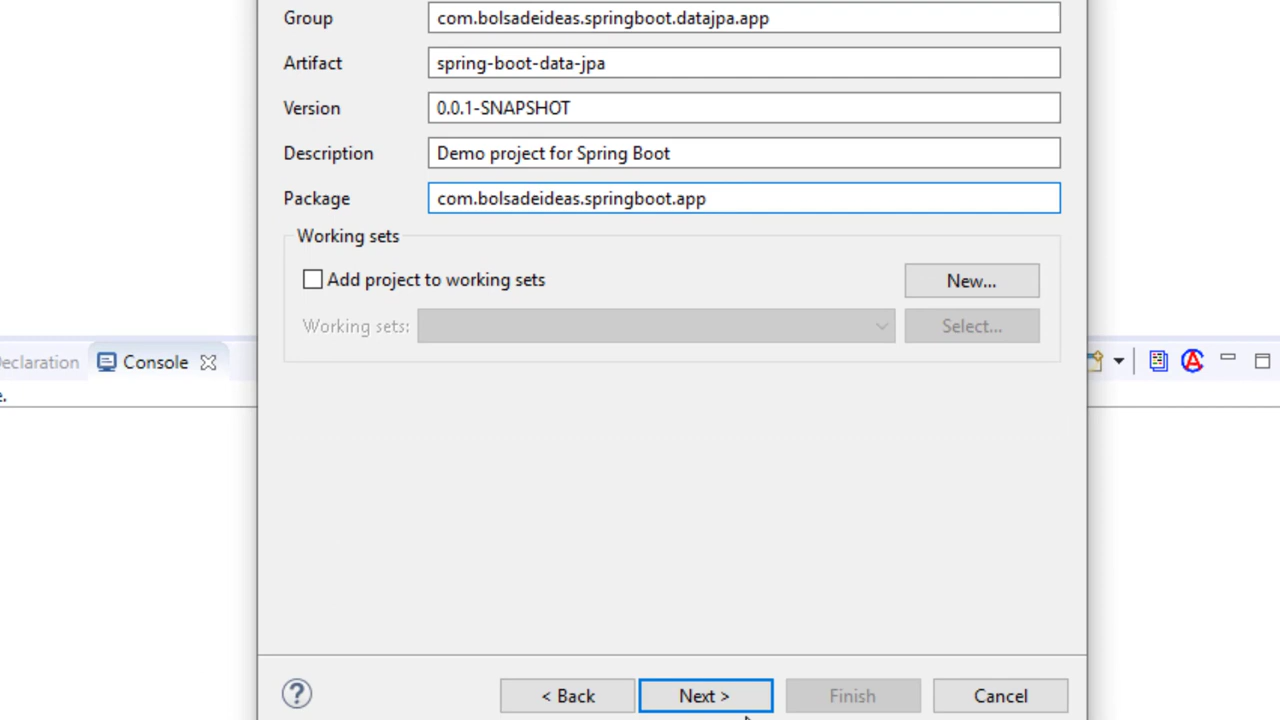 Group com.bolsadeideas.springboot.datajpa.app
Artifact spring-boot-data-jpa
Version 0.0.1-SNAPSHOT
Description Demo project for Spring Boot
Package com.bolsadeideas.springboot.app
Working sets
Add project to working sets New...
Working sets: Select...
Declaration Console
e.
< Back Next > Finish Cancel